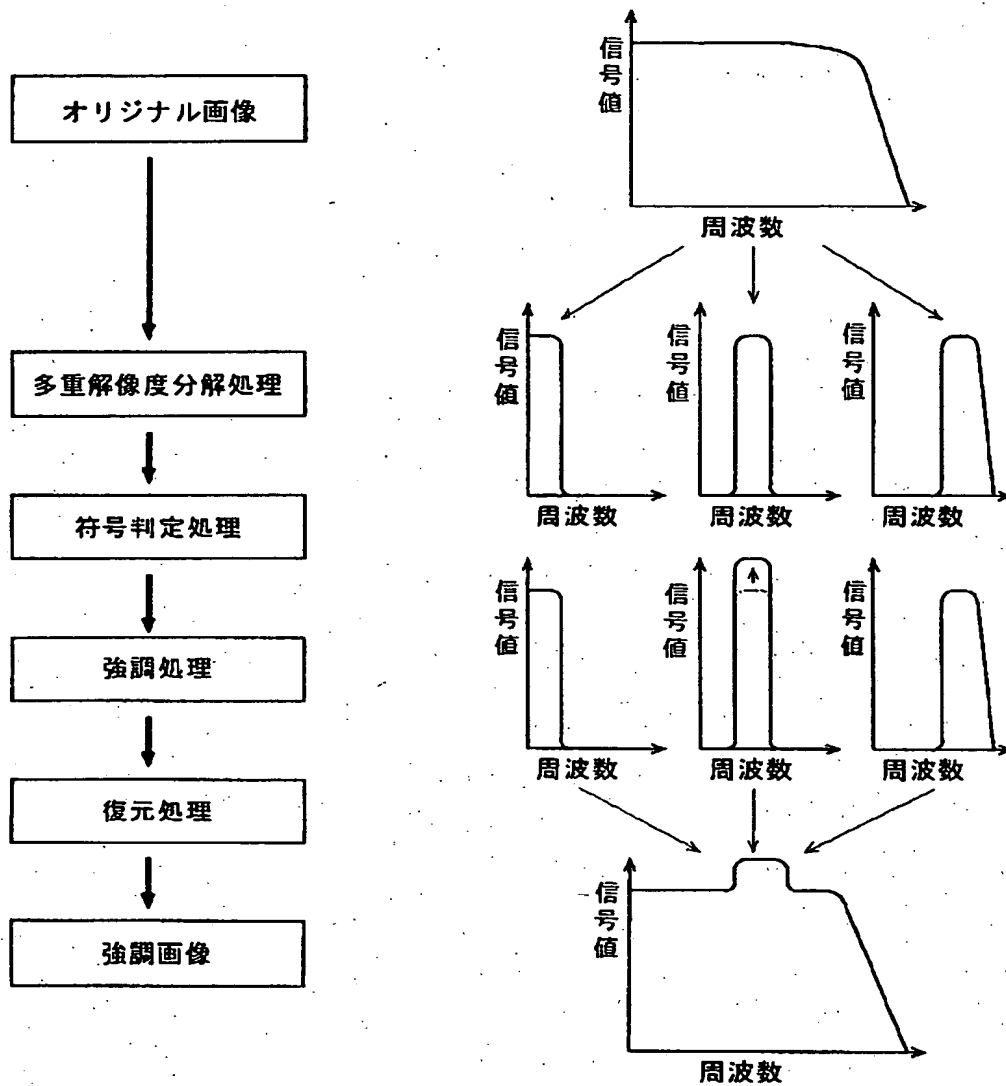 オリジナル画像
多重解像度分解処理
符号判定処理
強調処理
復元処理
強調画像
信号値
周波数
信号値
周波数
信号値
周波数
信号値
周波数
信号値
周波数
信号値
周波数
信号値
周波数
信号値
周波数